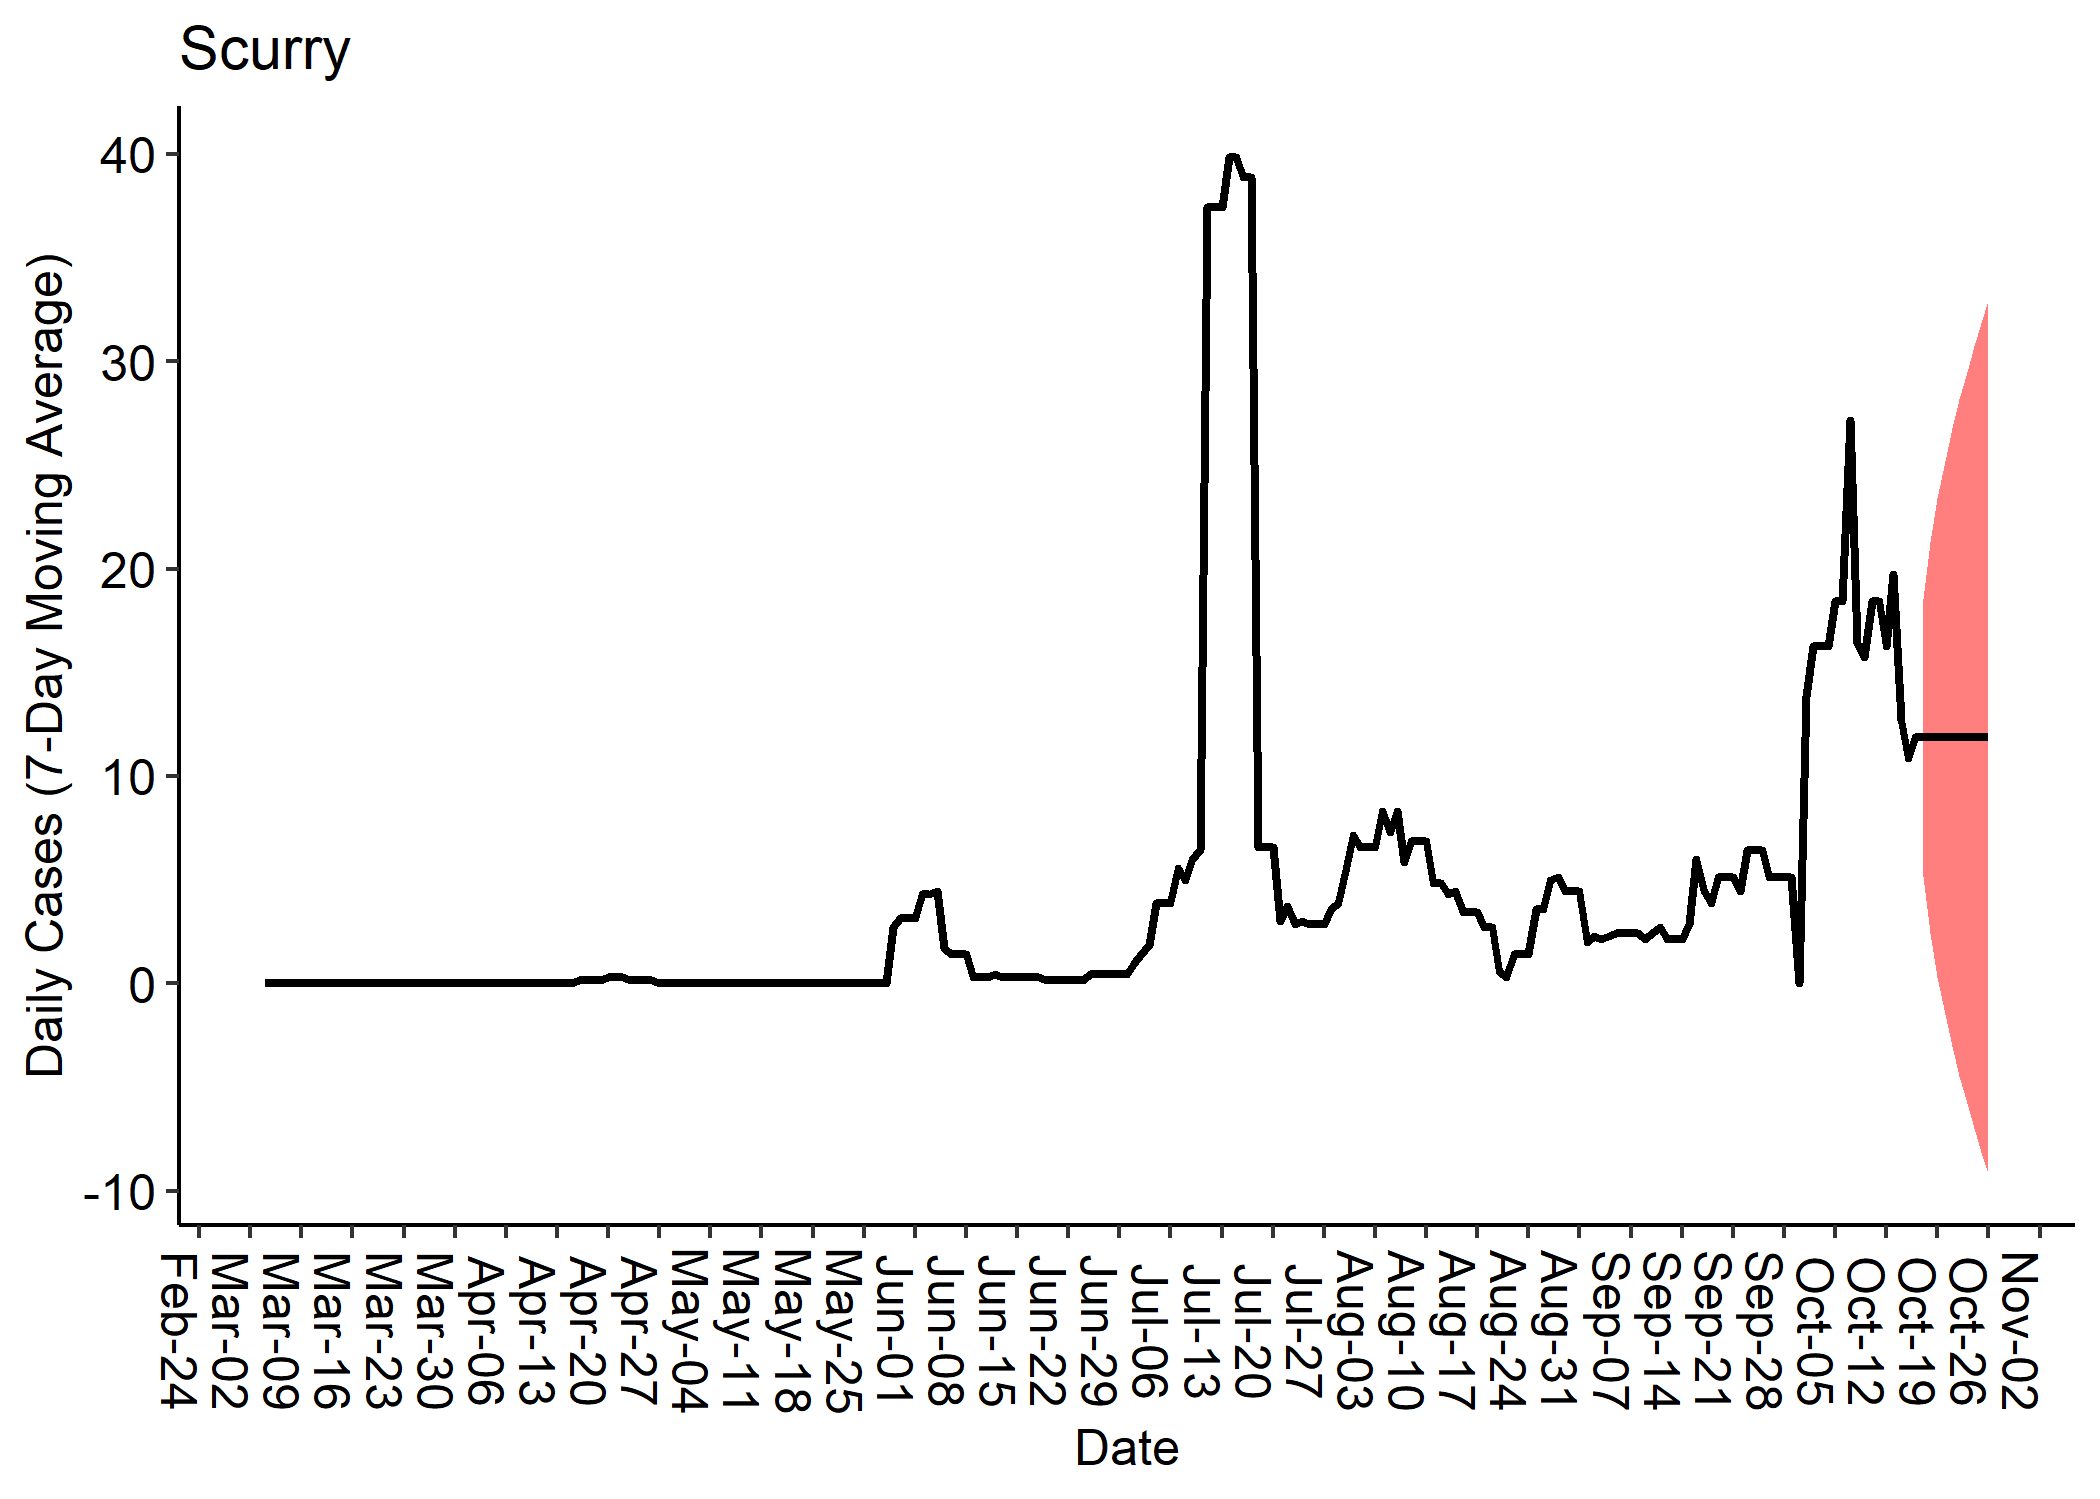 Scurry
Daily Cases (7-Day Moving Average)
40
30
20
10
0
-10
Feb-24
Mar-02
Mar-09
Mar-16
Mar-23
Mar-30
Apr-06
Apr-13
Apr-20
Apr-27
May-04
May-11
May-18
May-25
Jun-01
Jun-08
Jun-15
Jun-22
Jun-29
Jul-06
Jul-13
Jul-20
Jul-27
Aug-03
Aug-10
Aug-17
Aug-24
Aug-31
Sep-07
Sep-14
Sep-21
Sep-28
Oct-05
Oct-12
Oct-19
Oct-26
Nov-02
Date